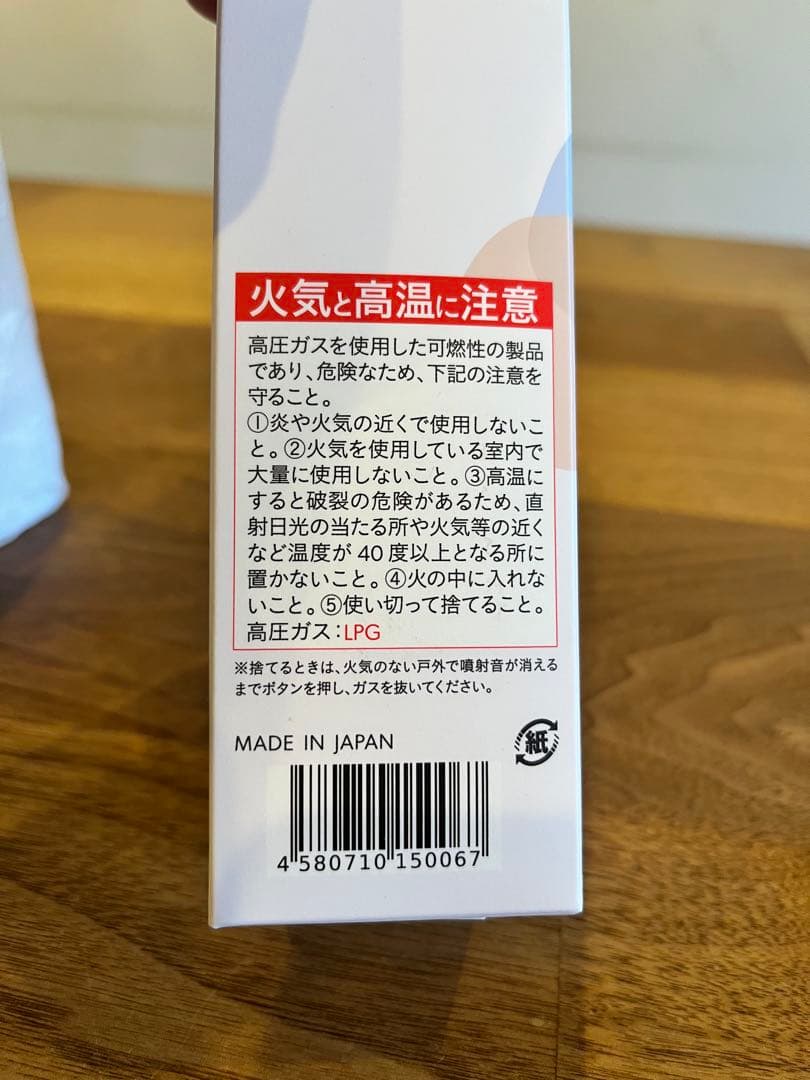 火気と高温に注意
高圧ガスを使用した可燃性の製品
であり、危険なため、下記の注意を
守ること。
①炎や火気の近くで使用しないこ
と。②火気を使用している室内で
大量に使用しないこと。③高温に
すると破裂の危険があるため、直
射日光の当たる所や火気等の近く
など温度が 40 度以上となる所に
置かないこと。④火の中に入れな
いこと。⑤使い切って捨てること。
高圧ガス:LPG
※捨てるときは、火気のない戸外で噴射音が消える
までボタンを押し、ガスを抜いてください。
MADE IN JAPAN
紙
4 580710 150067